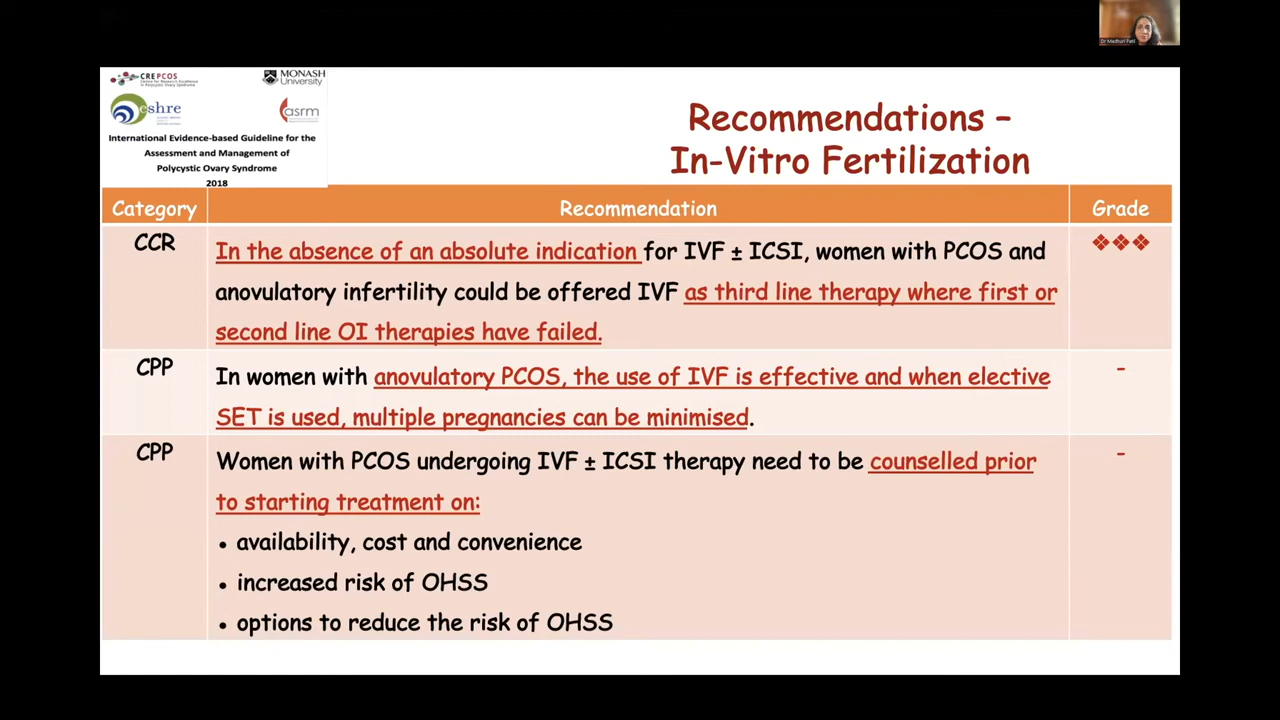 Dr Madhuri Patil
CREPCOS
MONASH
University
eshre
asrm
International Evidence-based Guideline for the
Assessment and Management of
Polycystic Ovary Syndrome
2018
Recommendations –
In-Vitro Fertilization
Category Recommendation Grade
CCR
In the absence of an absolute indication for IVF ± ICSI, women with PCOS and
anovulatory infertility could be offered IVF as third line therapy where first or
second line OI therapies have failed.
❖❖❖
CPP
In women with anovulatory PCOS, the use of IVF is effective and when elective
SET is used, multiple pregnancies can be minimised.
-
CPP
Women with PCOS undergoing IVF ± ICSI therapy need to be counselled prior
to starting treatment on:
• availability, cost and convenience
• increased risk of OHSS
• options to reduce the risk of OHSS
-